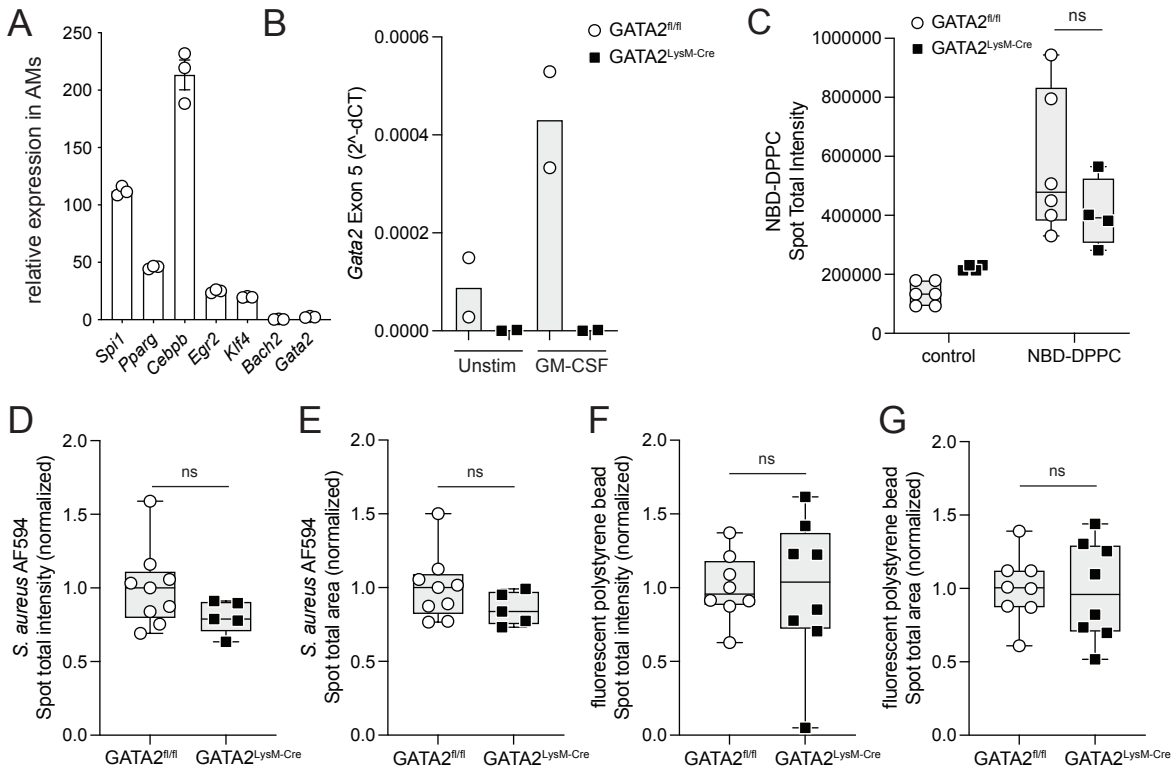 A
relative expression in AMs
250
200
150
100
50
0
Spi1
Pparg
Cebpb
Egr2
Klf4
Bach2
Gata2
B
GATA2fl/fl
GATA2LysM-Cre
Gata2 Exon 5 (2^-dCT)
0.0006
0.0004
0.0002
0.0000
Unstim
GM-CSF
C
GATA2fl/fl
GATA2LysM-Cre
ns
NBD-DPPC
Spot Total Intensity
1000000
800000
600000
400000
200000
0
control
NBD-DPPC
D
S. aureus AF594
Spot total intensity (normalized)
2.0
1.5
1.0
0.5
0.0
ns
GATA2fl/fl
GATA2LysM-Cre
E
S. aureus AF594
Spot total area (normalized)
2.0
1.5
1.0
0.5
0.0
ns
GATA2fl/fl
GATA2LysM-Cre
F
fluorescent polystyrene bead
Spot total intensity (normalized)
2.0
1.5
1.0
0.5
0.0
ns
GATA2fl/fl
GATA2LysM-Cre
G
fluorescent polystyrene bead
Spot total area (normalized)
2.0
1.5
1.0
0.5
0.0
ns
GATA2fl/fl
GATA2LysM-Cre